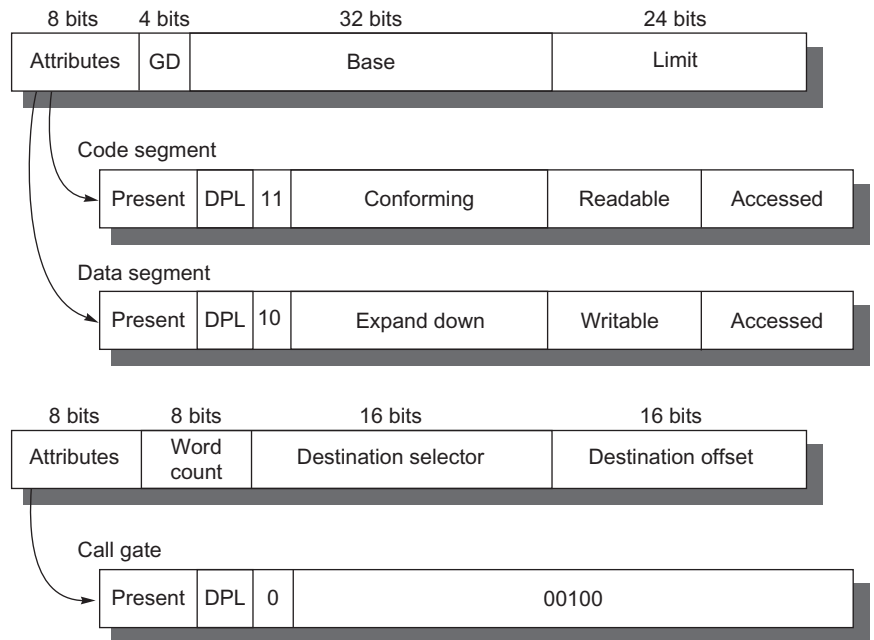 8 bits 4 bits 32 bits 24 bits
Attributes GD Base Limit
Code segment
Present DPL 11 Conforming Readable Accessed
Data segment
Present DPL 10 Expand down Writable Accessed
8 bits 8 bits 16 bits 16 bits
Attributes Word count Destination selector Destination offset
Call gate
Present DPL 0 00100